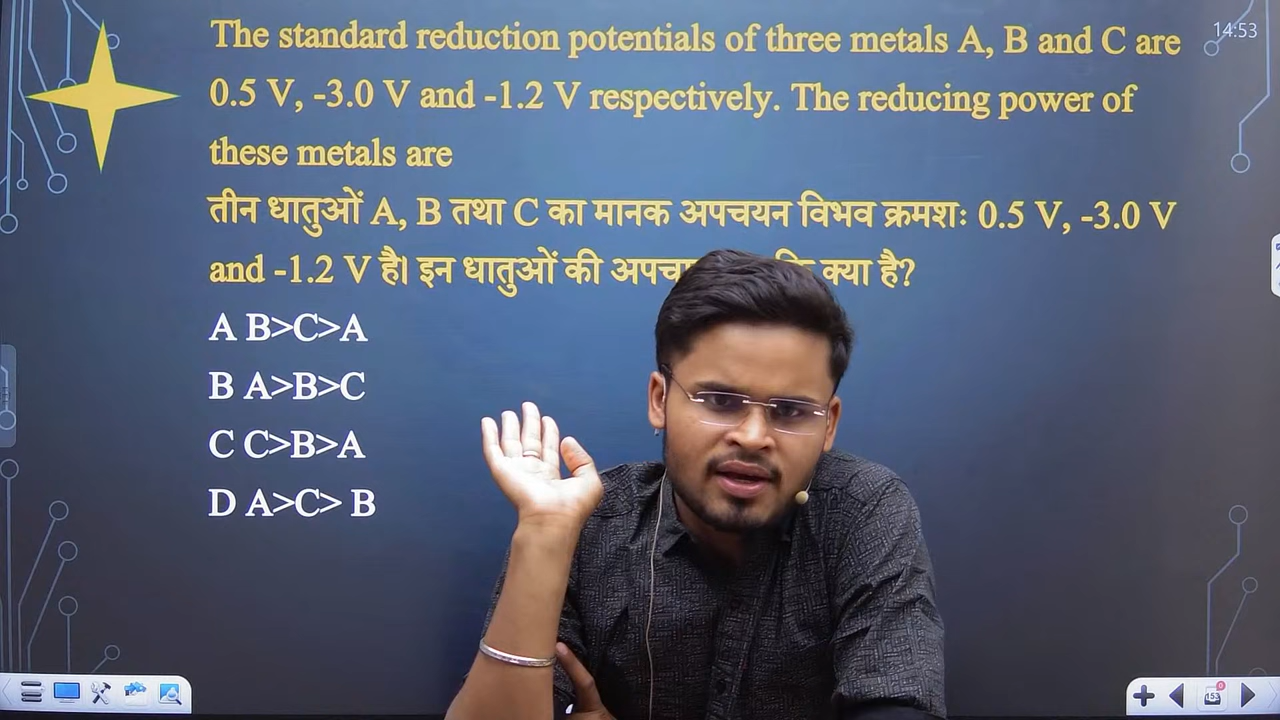 14:53
The standard reduction potentials of three metals A, B and C are
0.5 V, -3.0 V and -1.2 V respectively. The reducing power of
these metals are
तीन धातुओं A, B तथा C का मानक अपचयन विभव क्रमशः 0.5 V, -3.0 V
and -1.2 V है। इन धातुओं की क्या है?
A B>C>A
B A>B>C
C C>B>A
D A>C> B
153